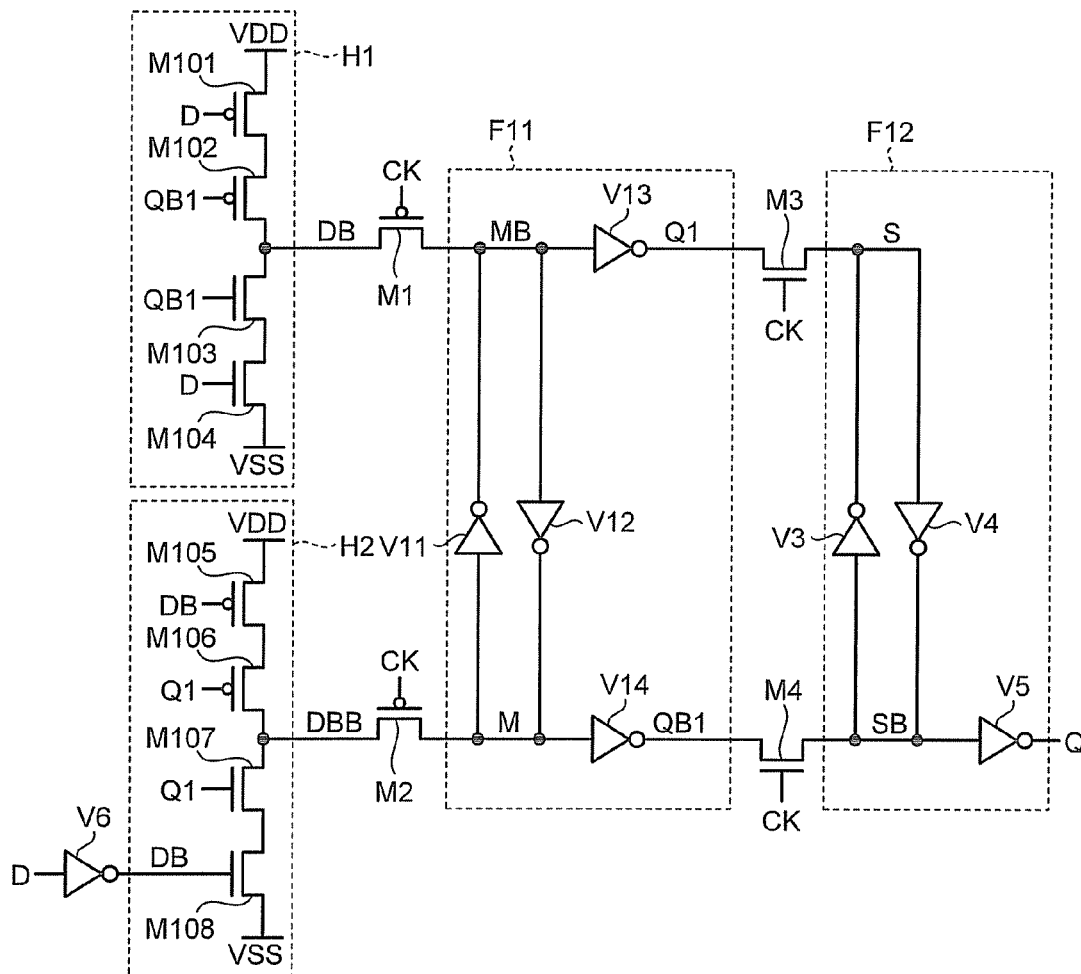 VDD
H1
M101
D
M102
QB1
DB
CK
M1
F11
MB
V13
Q1
M3
CK
F12
S
QB1
M103
D
M104
VSS
VDD
H2
V11
V12
V3
V4
M105
DB
M106
Q1
DBB
CK
M2
M
V14
QB1
M4
CK
SB
V5
Q
M107
Q1
V6
D
DB
M108
VSS